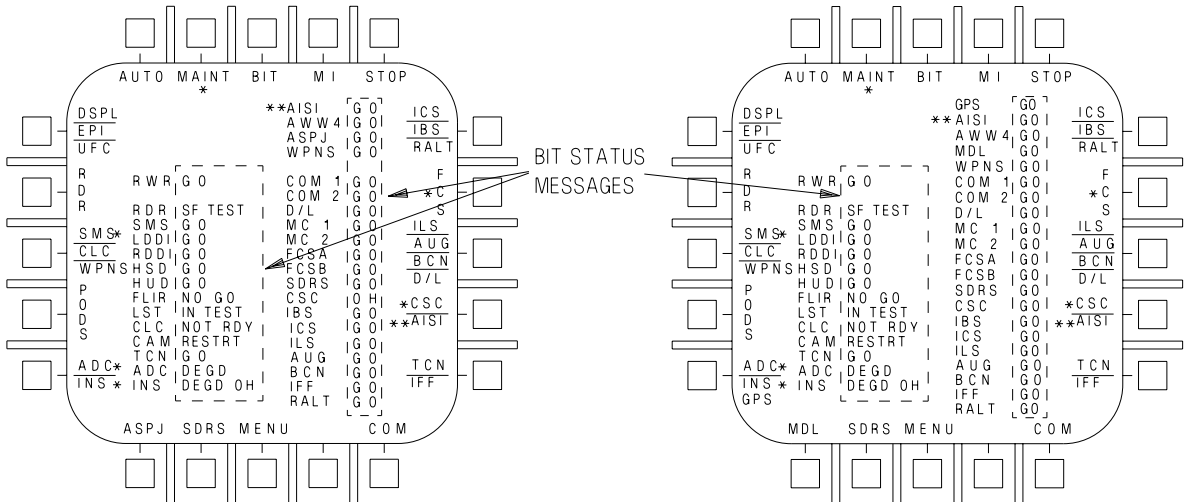 AUTO MAINT BIT MI STOP
*
DSPL
EPI
UFC
RDR
SMS*
CLC
WPNS
PODS
ADC*
INS *
RWR GO
RDR SF TEST
SMS GO
LDDI GO
RDDI GO
HSD GO
HUD GO
FLIR NO GO
LST IN TEST
CLC NOT RDY
CAM RESTRT
TCN GO
ADC DEGD
INS DEGD OH
**AISI GO
AWW4 GO
ASPJ GO
WPNS GO
COM 1 GO
COM 2 GO
D/L GO
MC 1 GO
MC 2 GO
FCSA GO
FCSB GO
SDRS GO
CSC OH
IBS GO
ICS GO
ILS GO
AUG GO
BCN GO
IFF GO
RALT GO
ICS
IBS
RALT
F
*C
S
ILS
AUG
BCN
D/L
*CSC
**AISI
TCN
IFF
ASPJ SDRS MENU COM
BIT STATUS
MESSAGES
AUTO MAINT BIT MI STOP
*
DSPL
EPI
UFC
RDR
SMS*
CLC
WPNS
PODS
ADC*
INS *
GPS
RWR GO
RDR SF TEST
SMS GO
LDDI GO
RDDI GO
HSD GO
HUD GO
FLIR NO GO
LST IN TEST
CLC NOT RDY
CAM RESTRT
TCN GO
ADC DEGD
INS DEGD OH
GPS GO
**AISI GO
AWW4 GO
MDL GO
WPNS GO
COM 1 GO
COM 2 GO
D/L GO
MC 1 GO
MC 2 GO
FCSA GO
FCSB GO
SDRS GO
CSC GO
IBS GO
ICS GO
ILS GO
AUG GO
BCN GO
IFF GO
RALT GO
ICS
IBS
RALT
F
*C
S
ILS
AUG
BCN
D/L
*CSC
**AISI
TCN
IFF
MDL SDRS MENU COM